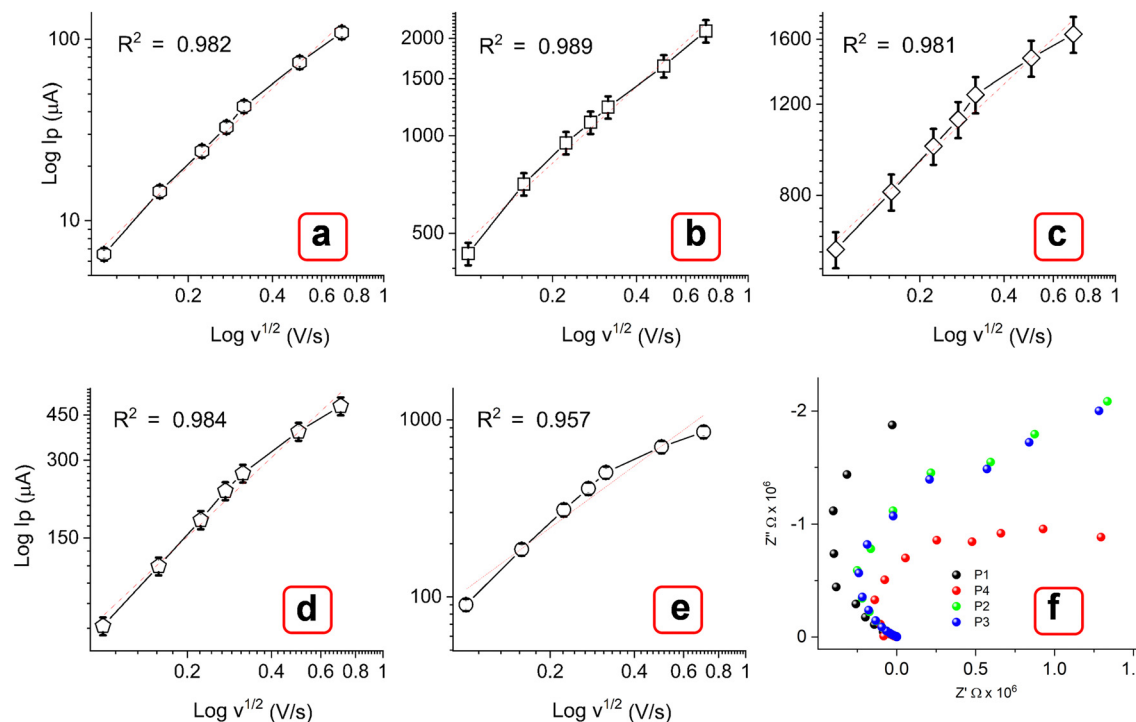 R² = 0.982
100
10
Log Ip (µA)
0.2 0.4 0.6 0.8 1
Log v^1/2 (V/s)
a
R² = 0.989
2000
1500
1000
500
0.2 0.4 0.6 0.8 1
Log v^1/2 (V/s)
b
R² = 0.981
1600
1200
800
0.2 0.4 0.6 0.8 1
Log v^1/2 (V/s)
c
R² = 0.984
450
300
150
Log Ip (µA)
0.2 0.4 0.6 0.8 1
Log v^1/2 (V/s)
d
R² = 0.957
1000
100
0.2 0.4 0.6 0.8 1
Log v^1/2 (V/s)
e
-2
-1
0
Z'' Ω x 10⁶
P1
P4
P2
P3
f
0.0 0.5 1.0 1.
Z' Ω x 10⁶